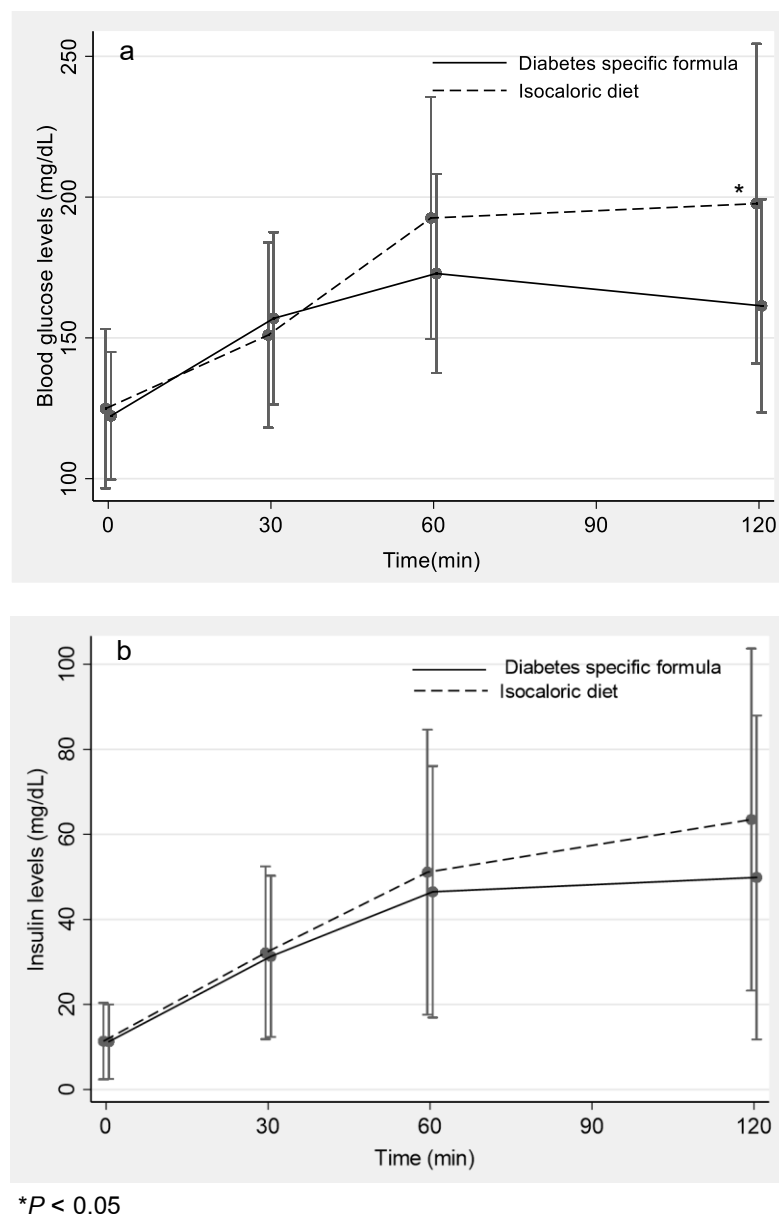 a
Diabetes specific formula
Isocaloric diet
Blood glucose levels (mg/dL)
250
200
150
100
*
0 30 60 90 120
Time(min)
b
Diabetes specific formula
Isocaloric diet
Insulin levels (mg/dL)
100
80
60
40
20
0
0 30 60 90 120
Time (min)
*P < 0.05